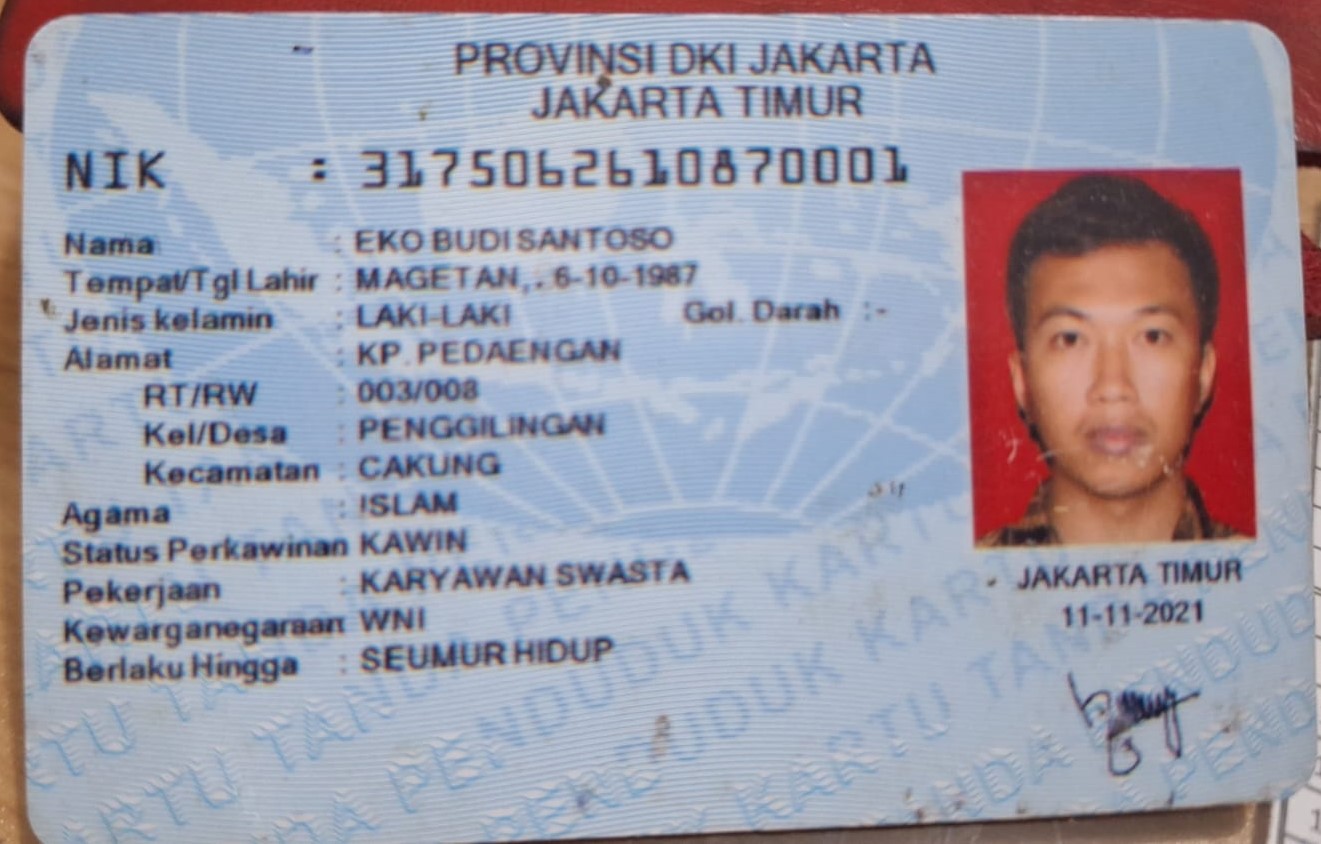 PROVINSI DKI JAKARTA
JAKARTA TIMUR
NIK : 3175062610870001
Nama : EKO BUDI SANTOSO
Tempat/Tgl Lahir : MAGETAN, 6-10-1987
Jenis kelamin : LAKI-LAKI Gol. Darah :-
Alamat : KP. PEDAENGAN
RT/RW : 003/008
Kel/Desa : PENGGILINGAN
Kecamatan : CAKUNG
Agama : ISLAM
Status Perkawinan KAWIN
Pekerjaan : KARYAWAN SWASTA
Kewarganegaraan WNI
Berlaku Hingga : SEUMUR HIDUP
JAKARTA TIMUR
11-11-2021